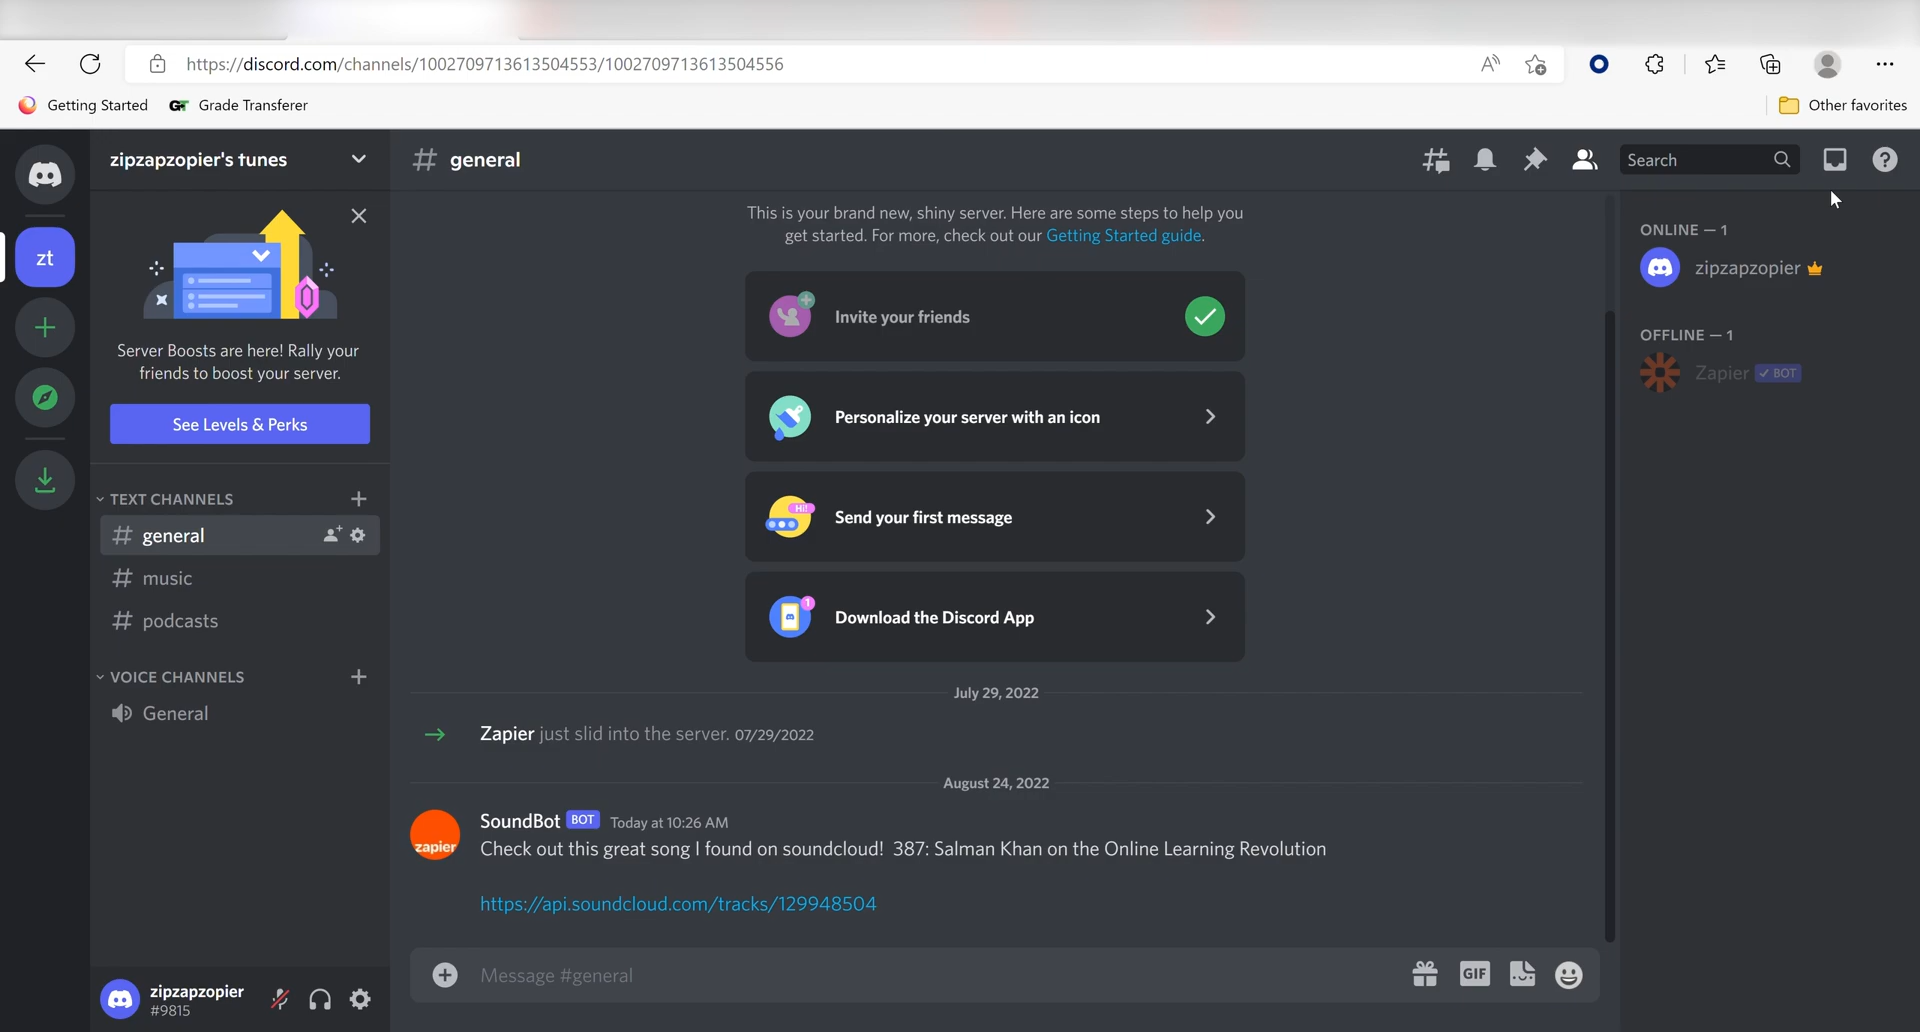 https://discord.com/channels/1002709713613504553/1002709713613504556
Getting Started
GT Grade Transferer
Other favorites
zipzapzopier's tunes
general
Search
zt
Server Boosts are here! Rally your
friends to boost your server.
See Levels & Perks
TEXT CHANNELS
general
music
podcasts
VOICE CHANNELS
General
zipzapzopier
#9815
This is your brand new, shiny server. Here are some steps to help you
get started. For more, check out our Getting Started guide.
Invite your friends
Personalize your server with an icon
Hi!
Send your first message
1
Download the Discord App
July 29, 2022
Zapier just slid into the server. 07/29/2022
August 24, 2022
zapier
SoundBot BOT Today at 10:26 AM
Check out this great song I found on soundcloud! 387: Salman Khan on the Online Learning Revolution
https://api.soundcloud.com/tracks/129948504
Message #general
GIF
ONLINE — 1
zipzapzopier
OFFLINE — 1
Zapier ✓ BOT